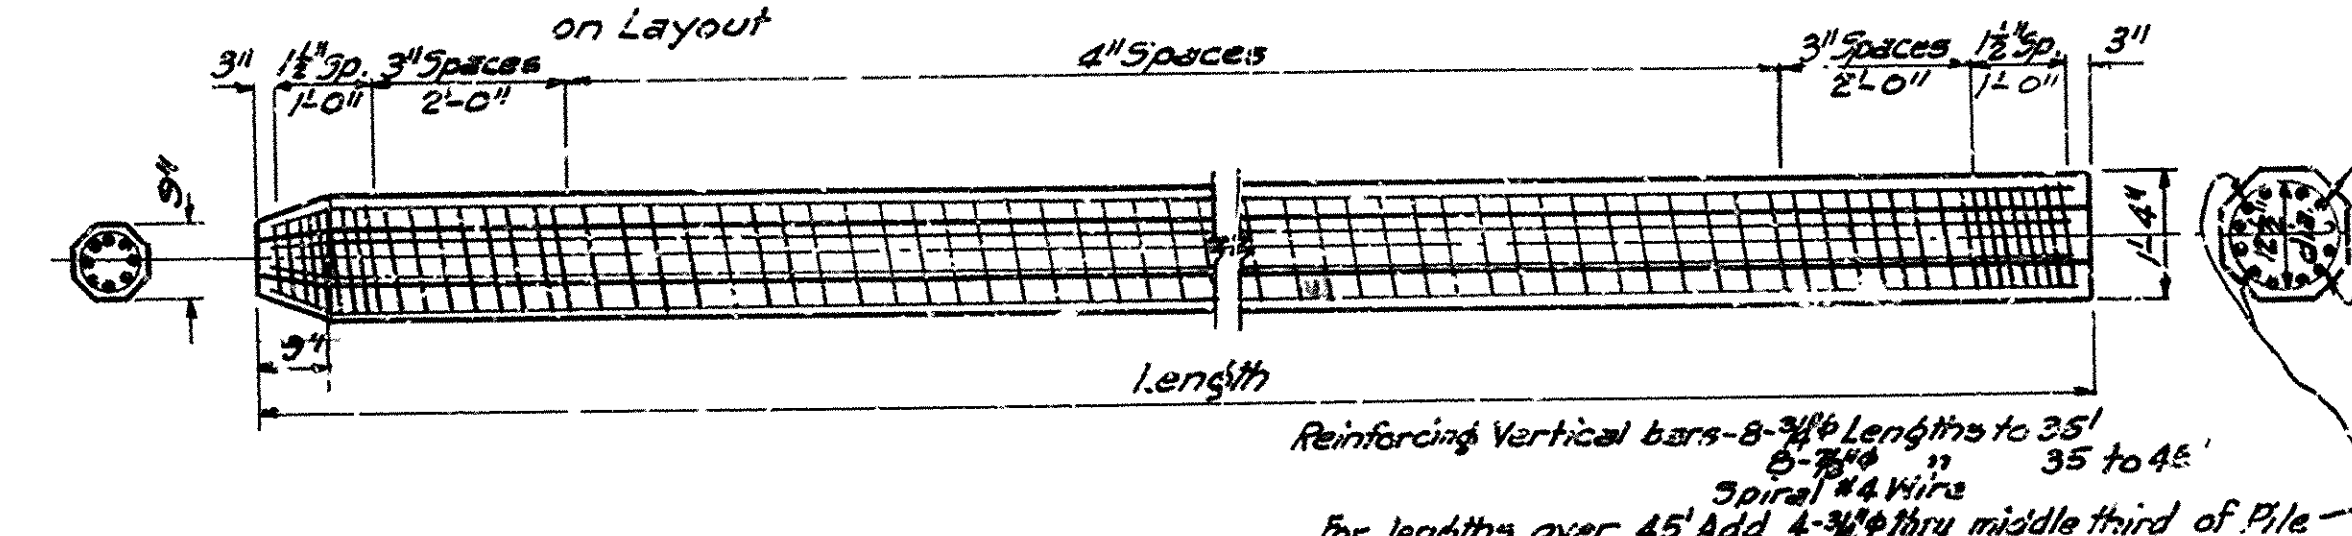 on Layout
3" 1½" Sp. 3" Spaces 4" Spaces 3" Spaces 1½" Sp. 3"
1'-0" 2'-0" 2'-0" 1'-0"
9"
1'-4"
12½" dia
9"
Length
Reinforcing Vertical bars-8-¾"φ Lengths to 35'
8-⅞"φ " 35 to 45'
Spiral #4 Wire
For lengths over 45' Add 4-¾"φ thru middle third of Pile